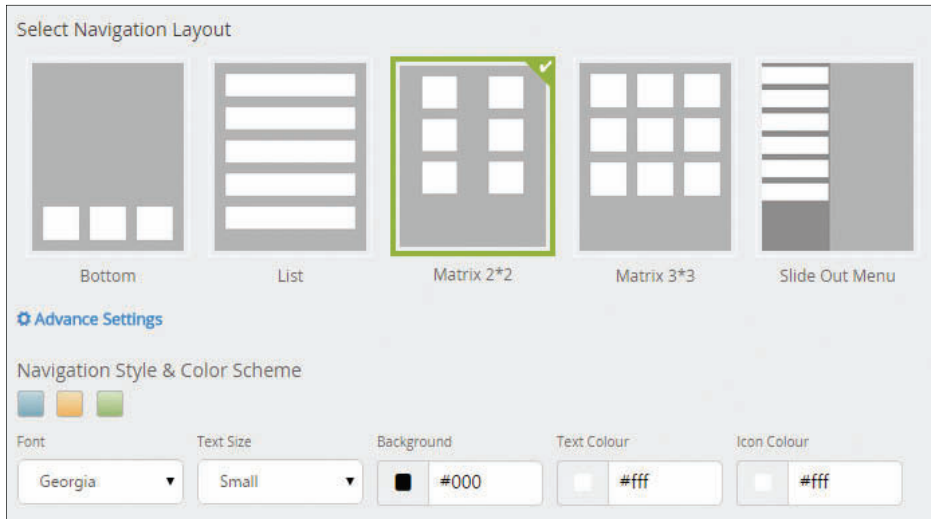 Select Navigation Layout
Bottom List Matrix 2*2 Matrix 3*3 Slide Out Menu
Advance Settings
Navigation Style & Color Scheme
Font Text Size Background Text Colour Icon Colour
Georgia Small #000 #fff #fff